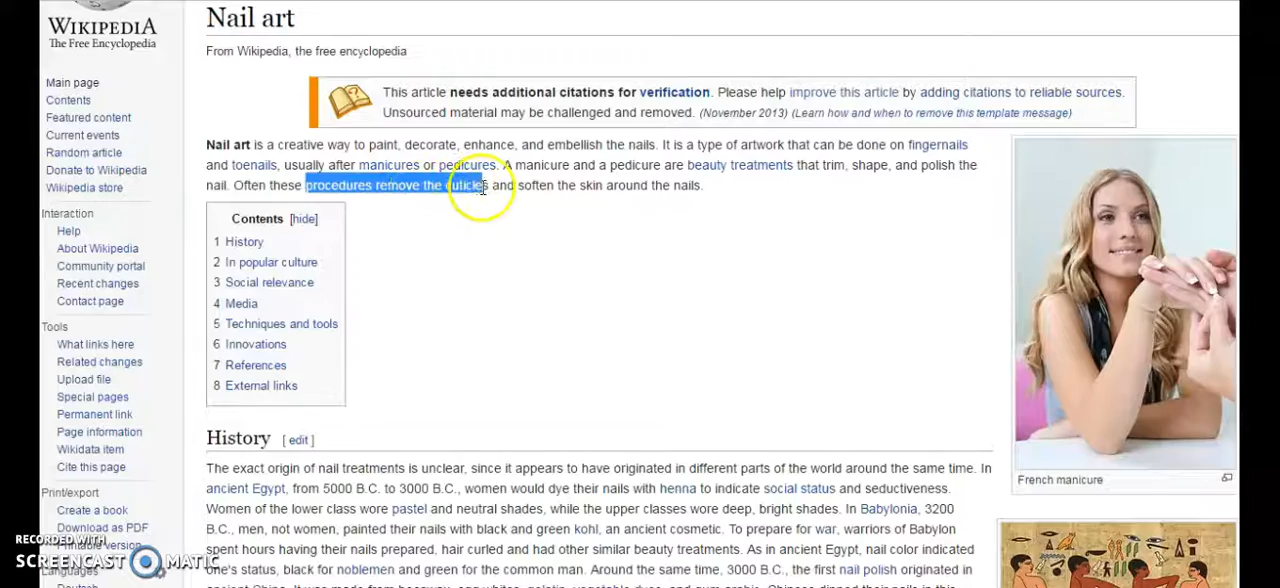 WIKIPEDIA
The Free Encyclopedia
Main page
Contents
Featured content
Current events
Random article
Donate to Wikipedia
Wikipedia store
Interaction
Help
About Wikipedia
Community portal
Recent changes
Contact page
Tools
What links here
Related changes
Upload file
Special pages
Permanent link
Page information
Wikidata item
Cite this page
Print/export
Create a book
Download as PDF
Printable version
Languages
RECORDED WITH
SCREENCAST MATIC
Nail art
From Wikipedia, the free encyclopedia
This article needs additional citations for verification. Please help improve this article by adding citations to reliable sources.
Unsourced material may be challenged and removed. (November 2013) (Learn how and when to remove this template message)
Nail art is a creative way to paint, decorate, enhance, and embellish the nails. It is a type of artwork that can be done on fingernails
and toenails, usually after manicures or pedicures. A manicure and a pedicure are beauty treatments that trim, shape, and polish the
nail. Often these procedures remove the cuticles and soften the skin around the nails.
Contents [hide]
1 History
2 In popular culture
3 Social relevance
4 Media
5 Techniques and tools
6 Innovations
7 References
8 External links
French manicure
History [ edit ]
The exact origin of nail treatments is unclear, since it appears to have originated in different parts of the world around the same time. In
ancient Egypt, from 5000 B.C. to 3000 B.C., women would dye their nails with henna to indicate social status and seductiveness.
Women of the lower class wore pastel and neutral shades, while the upper classes wore deep, bright shades. In Babylonia, 3200
B.C., men, not women, painted their nails with black and green kohl, an ancient cosmetic. To prepare for war, warriors of Babylon
spent hours having their nails prepared, hair curled and had other similar beauty treatments. As in ancient Egypt, nail color indicated
one's status, black for noblemen and green for the common man. Around the same time, 3000 B.C., the first nail polish originated in